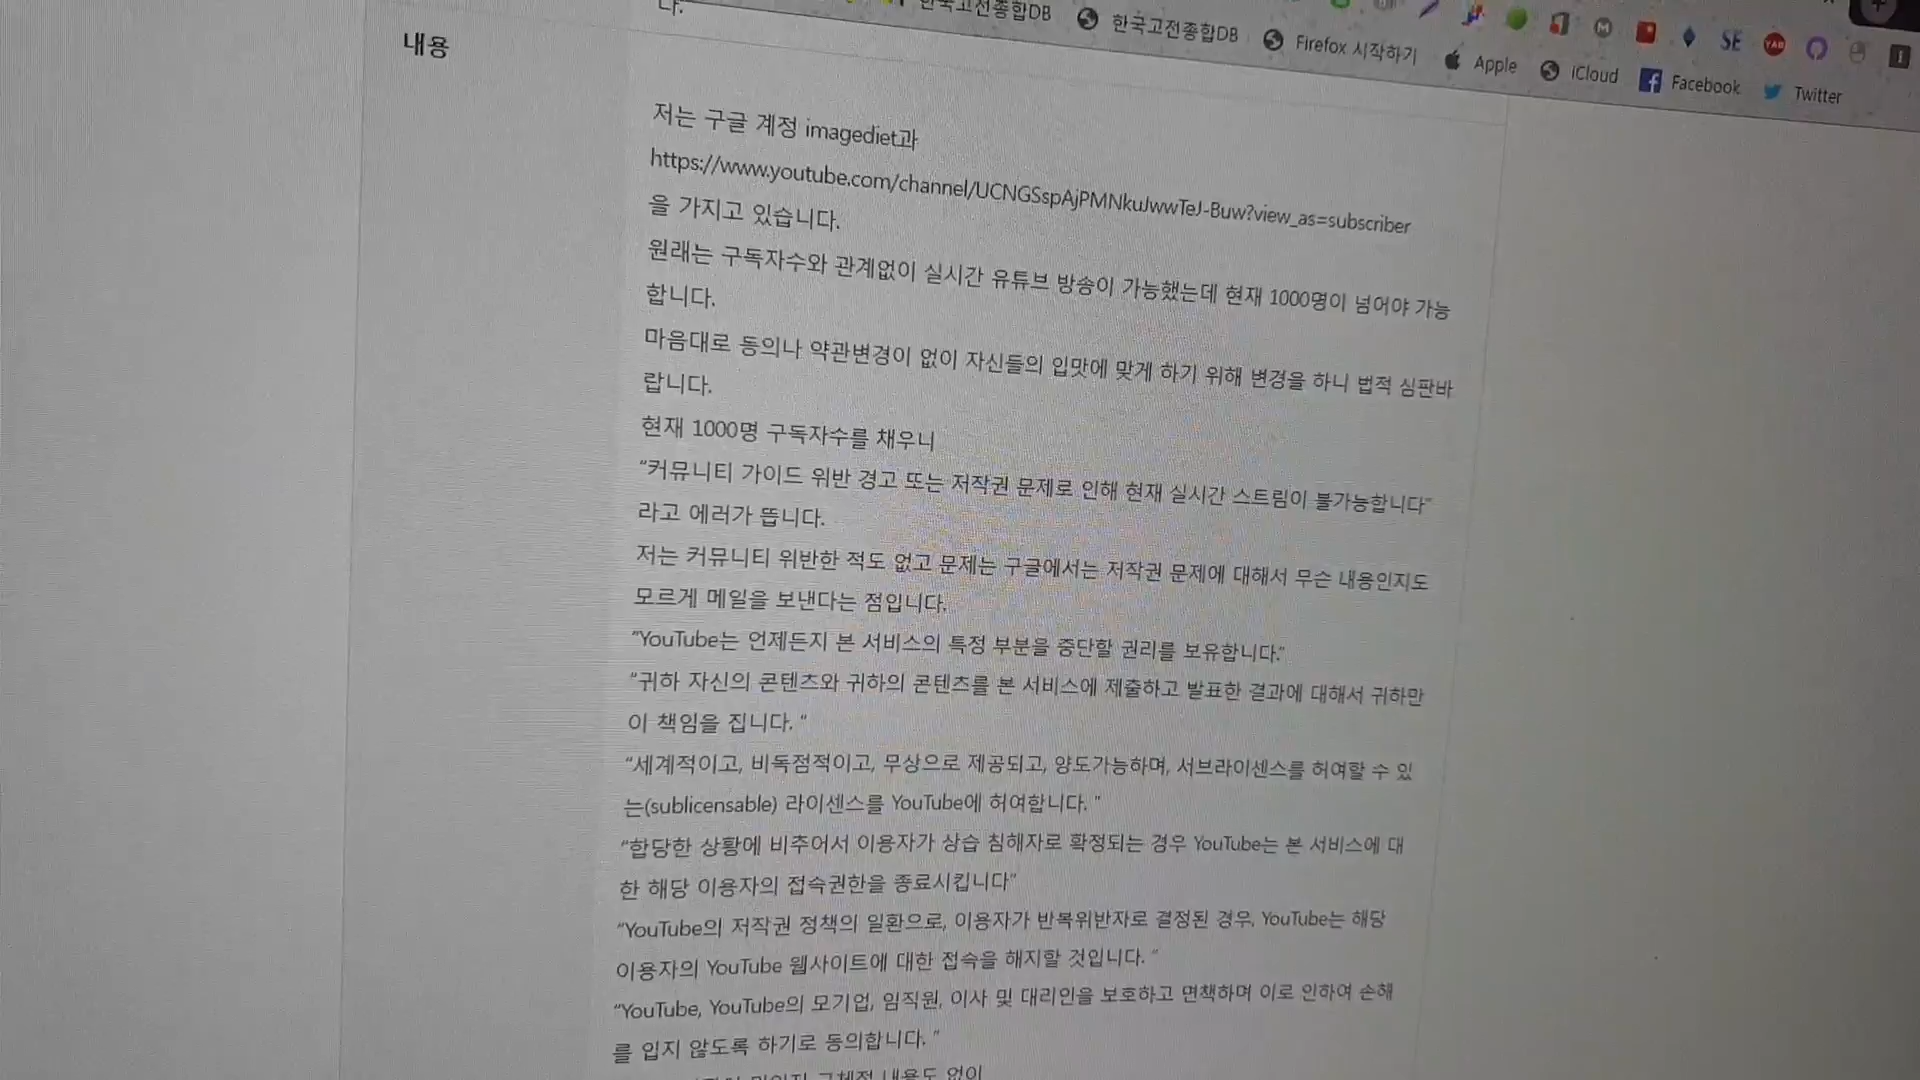 다.
한국고전종합DB
한국고전종합DB
Firefox 시작하기
Apple
iCloud
Facebook
Twitter
SE
내용
저는 구글 계정 imagediet과
https://www.youtube.com/channel/UCNGSspAjPMNkuJwwTeJ-Buw?view_as=subscriber
을 가지고 있습니다.
원래는 구독자수와 관계없이 실시간 유튜브 방송이 가능했는데 현재 1000명이 넘어야 가능
합니다.
마음대로 동의나 약관변경이 없이 자신들의 입맛에 맞게 하기 위해 변경을 하니 법적 심판바
랍니다.
현재 1000명 구독자수를 채우니
“커뮤니티 가이드 위반 경고 또는 저작권 문제로 인해 현재 실시간 스트림이 불가능합니다”
라고 에러가 뜹니다.
저는 커뮤니티 위반한 적도 없고 문제는 구글에서는 저작권 문제에 대해서 무슨 내용인지도
모르게 메일을 보낸다는 점입니다.
“YouTube는 언제든지 본 서비스의 특정 부분을 중단할 권리를 보유합니다.”
“귀하 자신의 콘텐츠와 귀하의 콘텐츠를 본 서비스에 제출하고 발표한 결과에 대해서 귀하만
이 책임을 집니다. “
“세계적이고, 비독점적이고, 무상으로 제공되고, 양도가능하며, 서브라이센스를 허여할 수 있
는(sublicensable) 라이센스를 YouTube에 허여합니다. ”
“합당한 상황에 비추어서 이용자가 상습 침해자로 확정되는 경우 YouTube는 본 서비스에 대
한 해당 이용자의 접속권한을 종료시킵니다”
“YouTube의 저작권 정책의 일환으로, 이용자가 반복위반자로 결정된 경우, YouTube는 해당
이용자의 YouTube 웹사이트에 대한 접속을 해지할 것입니다. ”
“YouTube, YouTube의 모기업, 임직원, 이사 및 대리인을 보호하고 면책하며 이로 인하여 손해
를 입지 않도록 하기로 동의합니다. ”
구체적 내용도 없이